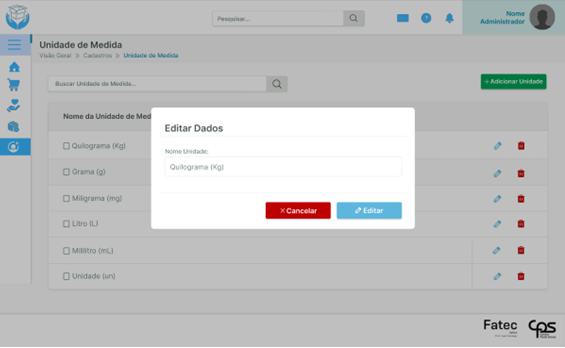 Pesquisar...
Nome
Administrador
Unidade de Medida
Visão Geral > Cadastros > Unidade de Medida
Buscar Unidade de Medida...
+ Adicionar Unidade
Nome da Unidade de Med
Editar Dados
Nome Unidade:
Quilograma (Kg)
× Cancelar
Editar
Quilograma (Kg)
Grama (g)
Miligrama (mg)
Litro (L)
Mililitro (mL)
Unidade (un)
Fatec
Cps